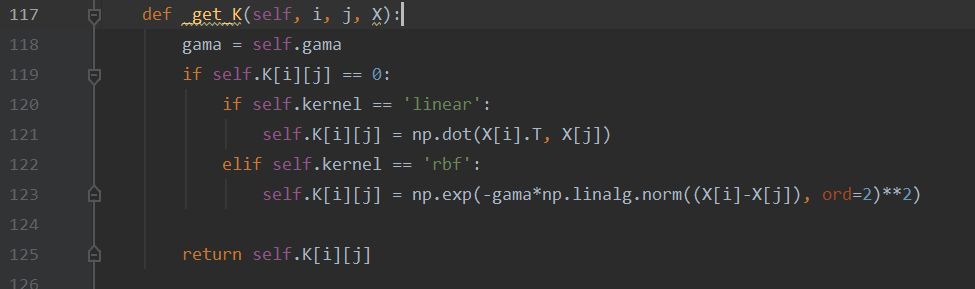 117 def _get_K(self, i, j, X):
118 gama = self.gama
119 if self.K[i][j] == 0:
120 if self.kernel == 'linear':
121 self.K[i][j] = np.dot(X[i].T, X[j])
122 elif self.kernel == 'rbf':
123 self.K[i][j] = np.exp(-gama*np.linalg.norm((X[i]-X[j]), ord=2)**2)
124
125 return self.K[i][j]
126